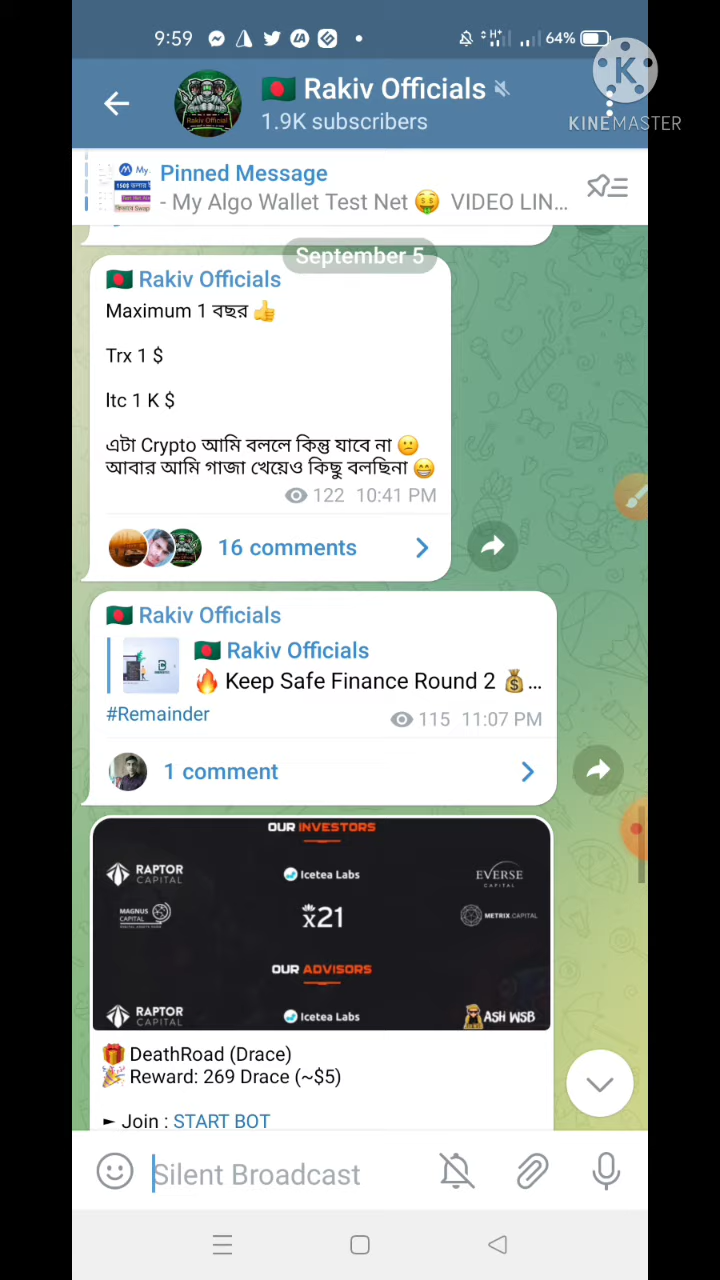 9:59
64%
K
KINEMASTER
🇧🇩 Rakiv Officials
1.9K subscribers
Pinned Message
- My Algo Wallet Test Net 🤑 VIDEO LIN...
September 5
🇧🇩 Rakiv Officials
Maximum 1 বছর 👍
Trx 1 $
ltc 1 K $
এটা Crypto আমি বললে কিন্তু যাবে না 😕
আবার আমি গাজা খেয়েও কিছু বলছিনা 😁
122 10:41 PM
16 comments
🇧🇩 Rakiv Officials
🇧🇩 Rakiv Officials
🔥 Keep Safe Finance Round 2 💰...
#Remainder
115 11:07 PM
1 comment
OUR INVESTORS
RAPTOR CAPITAL
Icetea Labs
EVERSE CAPITAL
MAGNUS CAPITAL
x21
METRIX.CAPITAL
OUR ADVISORS
RAPTOR CAPITAL
Icetea Labs
ASH WSB
🎁 DeathRoad (Drace)
🎉 Reward: 269 Drace (~$5)
► Join : START BOT
Silent Broadcast